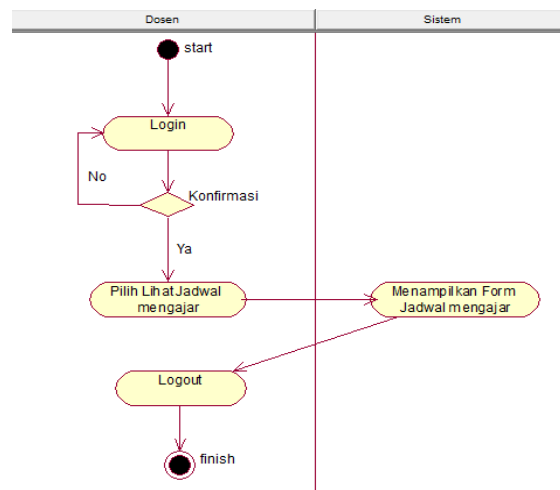 Dosen
Sistem
start
Login
No
Konfirmasi
Ya
Pilih Lihat Jadwal
mengajar
Menampilkan Form
Jadwal mengajar
Logout
finish